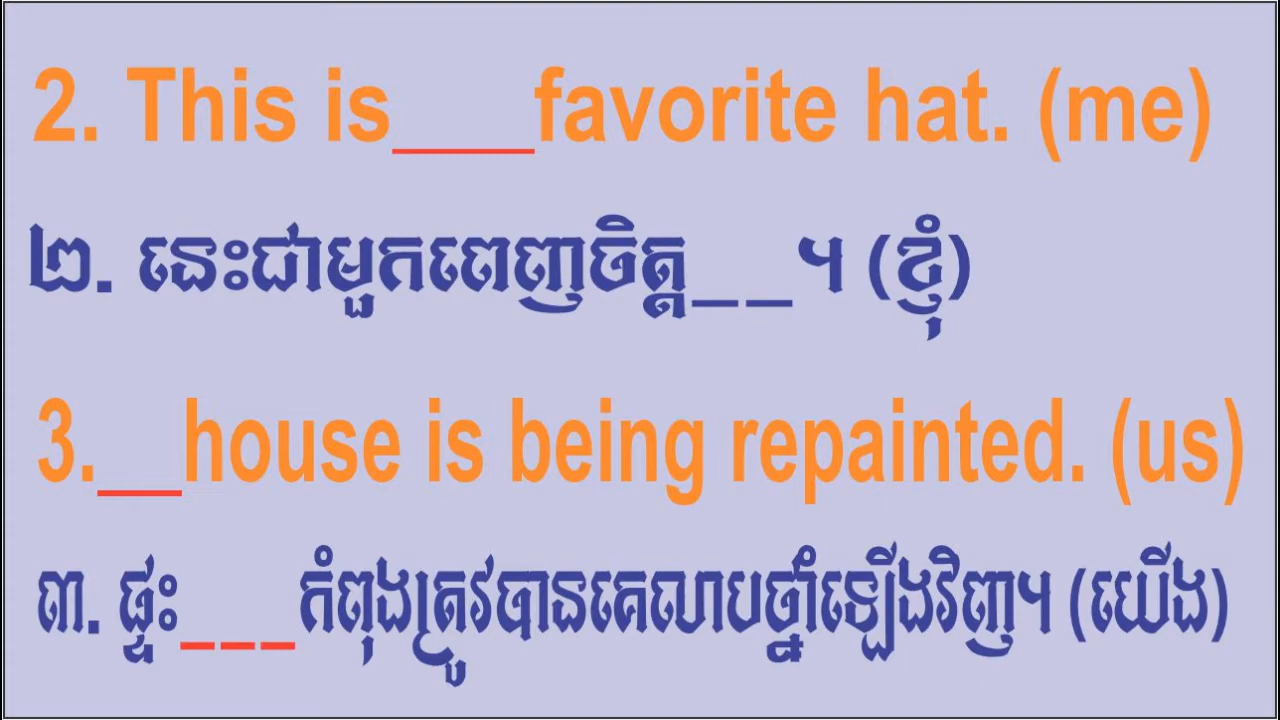 2. This is___favorite hat. (me)
២. នេះជាមួកពេញចិត្ត__។ (ខ្ញុំ)
3.__house is being repainted. (us)
៣. ផ្ទះ___កំពុងត្រូវបានគេលាបថ្នាំឡើងវិញ។ (យើង)